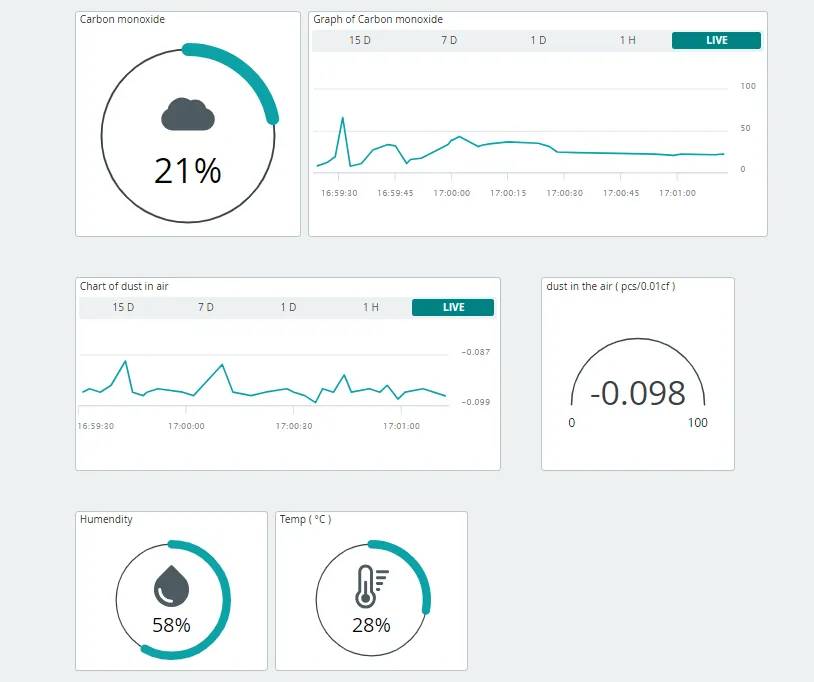 Carbon monoxide
21%
Graph of Carbon monoxide
15 D 7 D 1 D 1 H LIVE
100
50
0
16:59:30 16:59:45 17:00:00 17:00:15 17:00:30 17:00:45 17:01:00
Chart of dust in air
15 D 7 D 1 D 1 H LIVE
-0.087
-0.099
16:59:30 17:00:00 17:00:30 17:01:00
dust in the air ( pcs/0.01cf )
-0.098
0 100
Humendity
58%
Temp ( °C )
28%